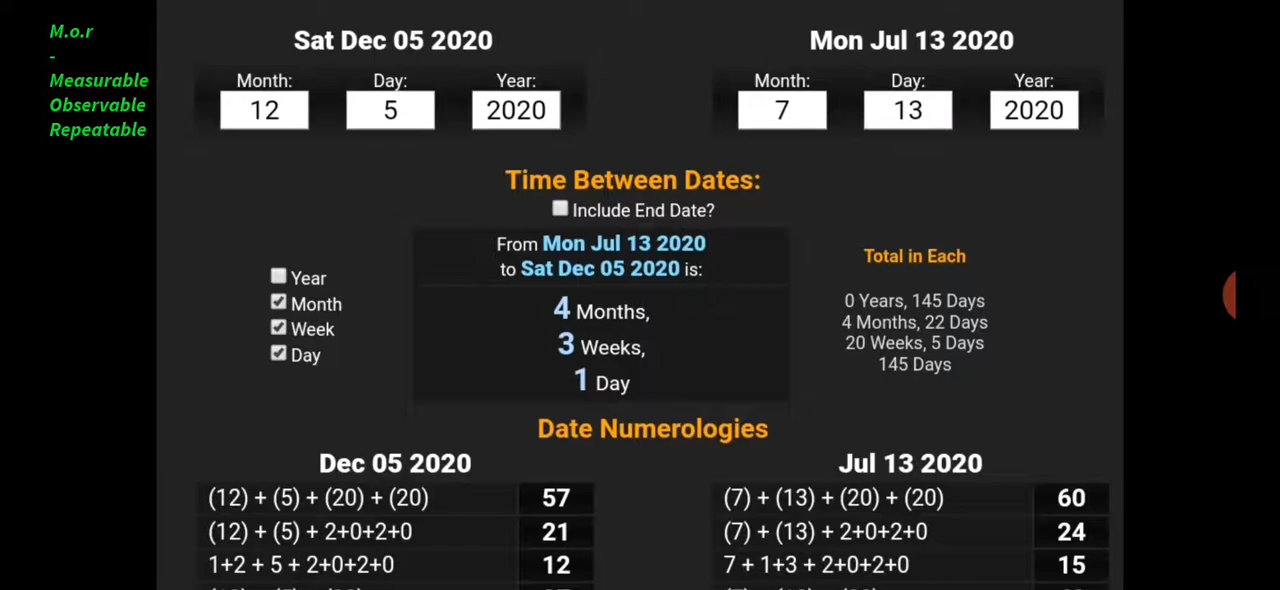 M.o.r
-
Measurable
Observable
Repeatable
Sat Dec 05 2020
Month: Day: Year:
12 5 2020
Mon Jul 13 2020
Month: Day: Year:
7 13 2020
Time Between Dates:
Include End Date?
Year
Month
Week
Day
From Mon Jul 13 2020
to Sat Dec 05 2020 is:
4 Months,
3 Weeks,
1 Day
Total in Each
0 Years, 145 Days
4 Months, 22 Days
20 Weeks, 5 Days
145 Days
Date Numerologies
Dec 05 2020
(12) + (5) + (20) + (20) 57
(12) + (5) + 2+0+2+0 21
1+2 + 5 + 2+0+2+0 12
Jul 13 2020
(7) + (13) + (20) + (20) 60
(7) + (13) + 2+0+2+0 24
7 + 1+3 + 2+0+2+0 15